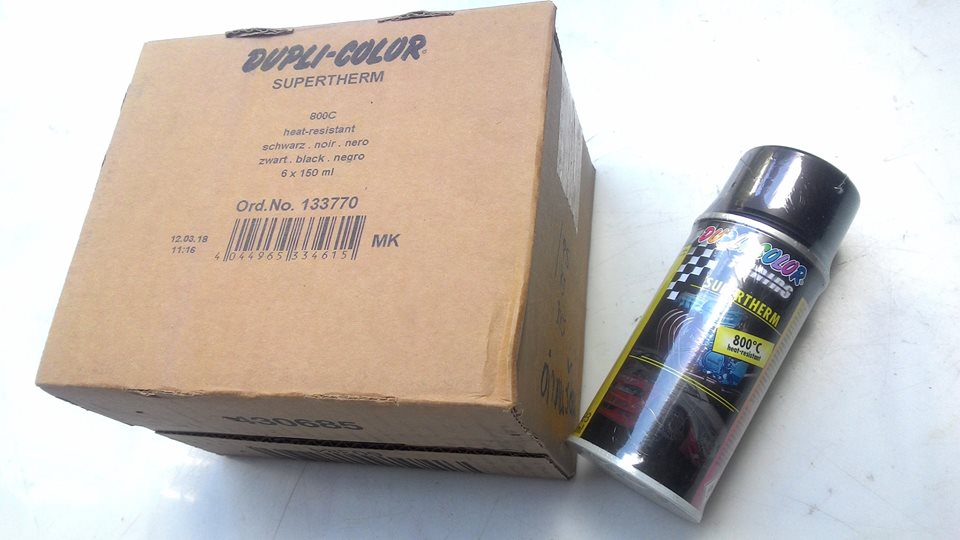 DUPLI-COLOR
SUPERTHERM
800C
heat-resistant
schwarz . noir . nero
zwart . black . negro
6 x 150 ml
Ord.No. 133770
12.03.18
11:16
4 044965 334615
MK
430685
DUPLI-COLOR
SUPERTHERM
800°C
heat-resistant